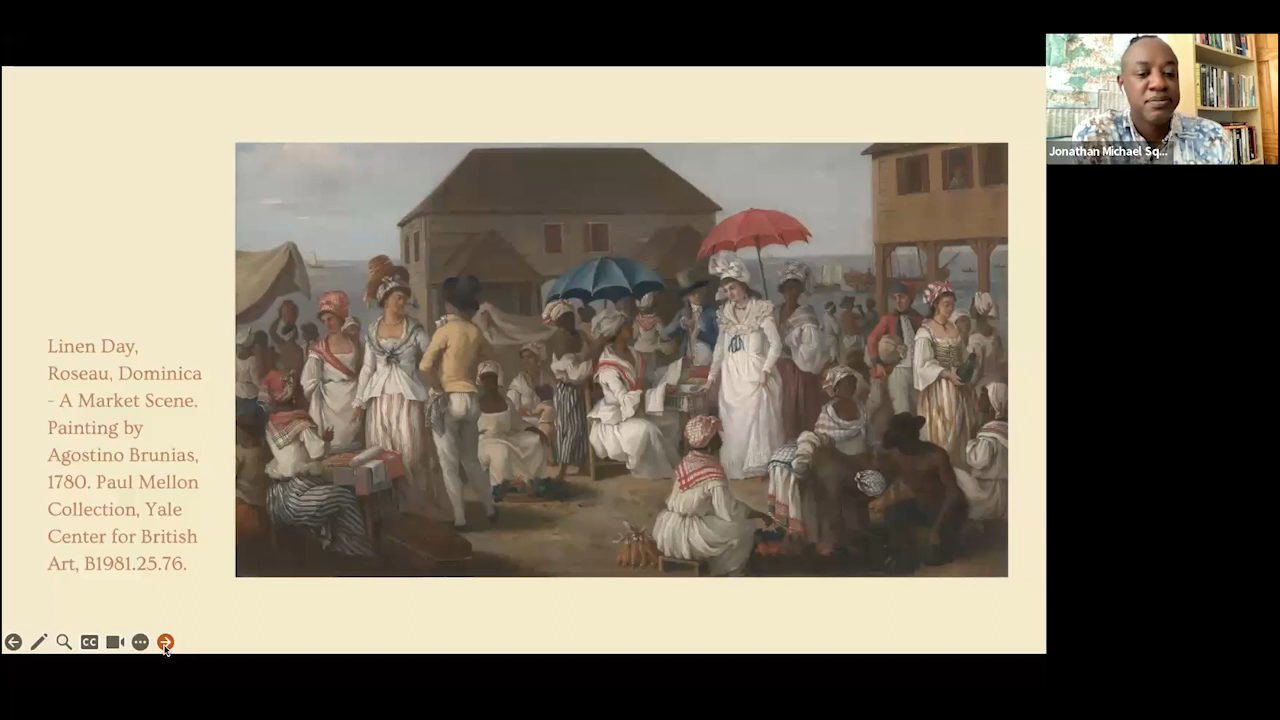 Jonathan Michael Sq...
Linen Day,
Roseau, Dominica
- A Market Scene.
Painting by
Agostino Brunias,
1780. Paul Mellon
Collection, Yale
Center for British
Art, B1981.25.76.
CC